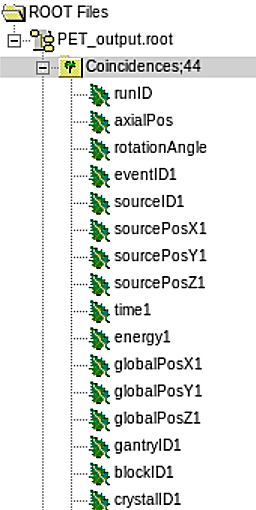 ROOT Files
PET_output.root
Coincidences;44
runID
axialPos
rotationAngle
eventID1
sourceID1
sourcePosX1
sourcePosY1
sourcePosZ1
time1
energy1
globalPosX1
globalPosY1
globalPosZ1
gantryID1
blockID1
crystalID1